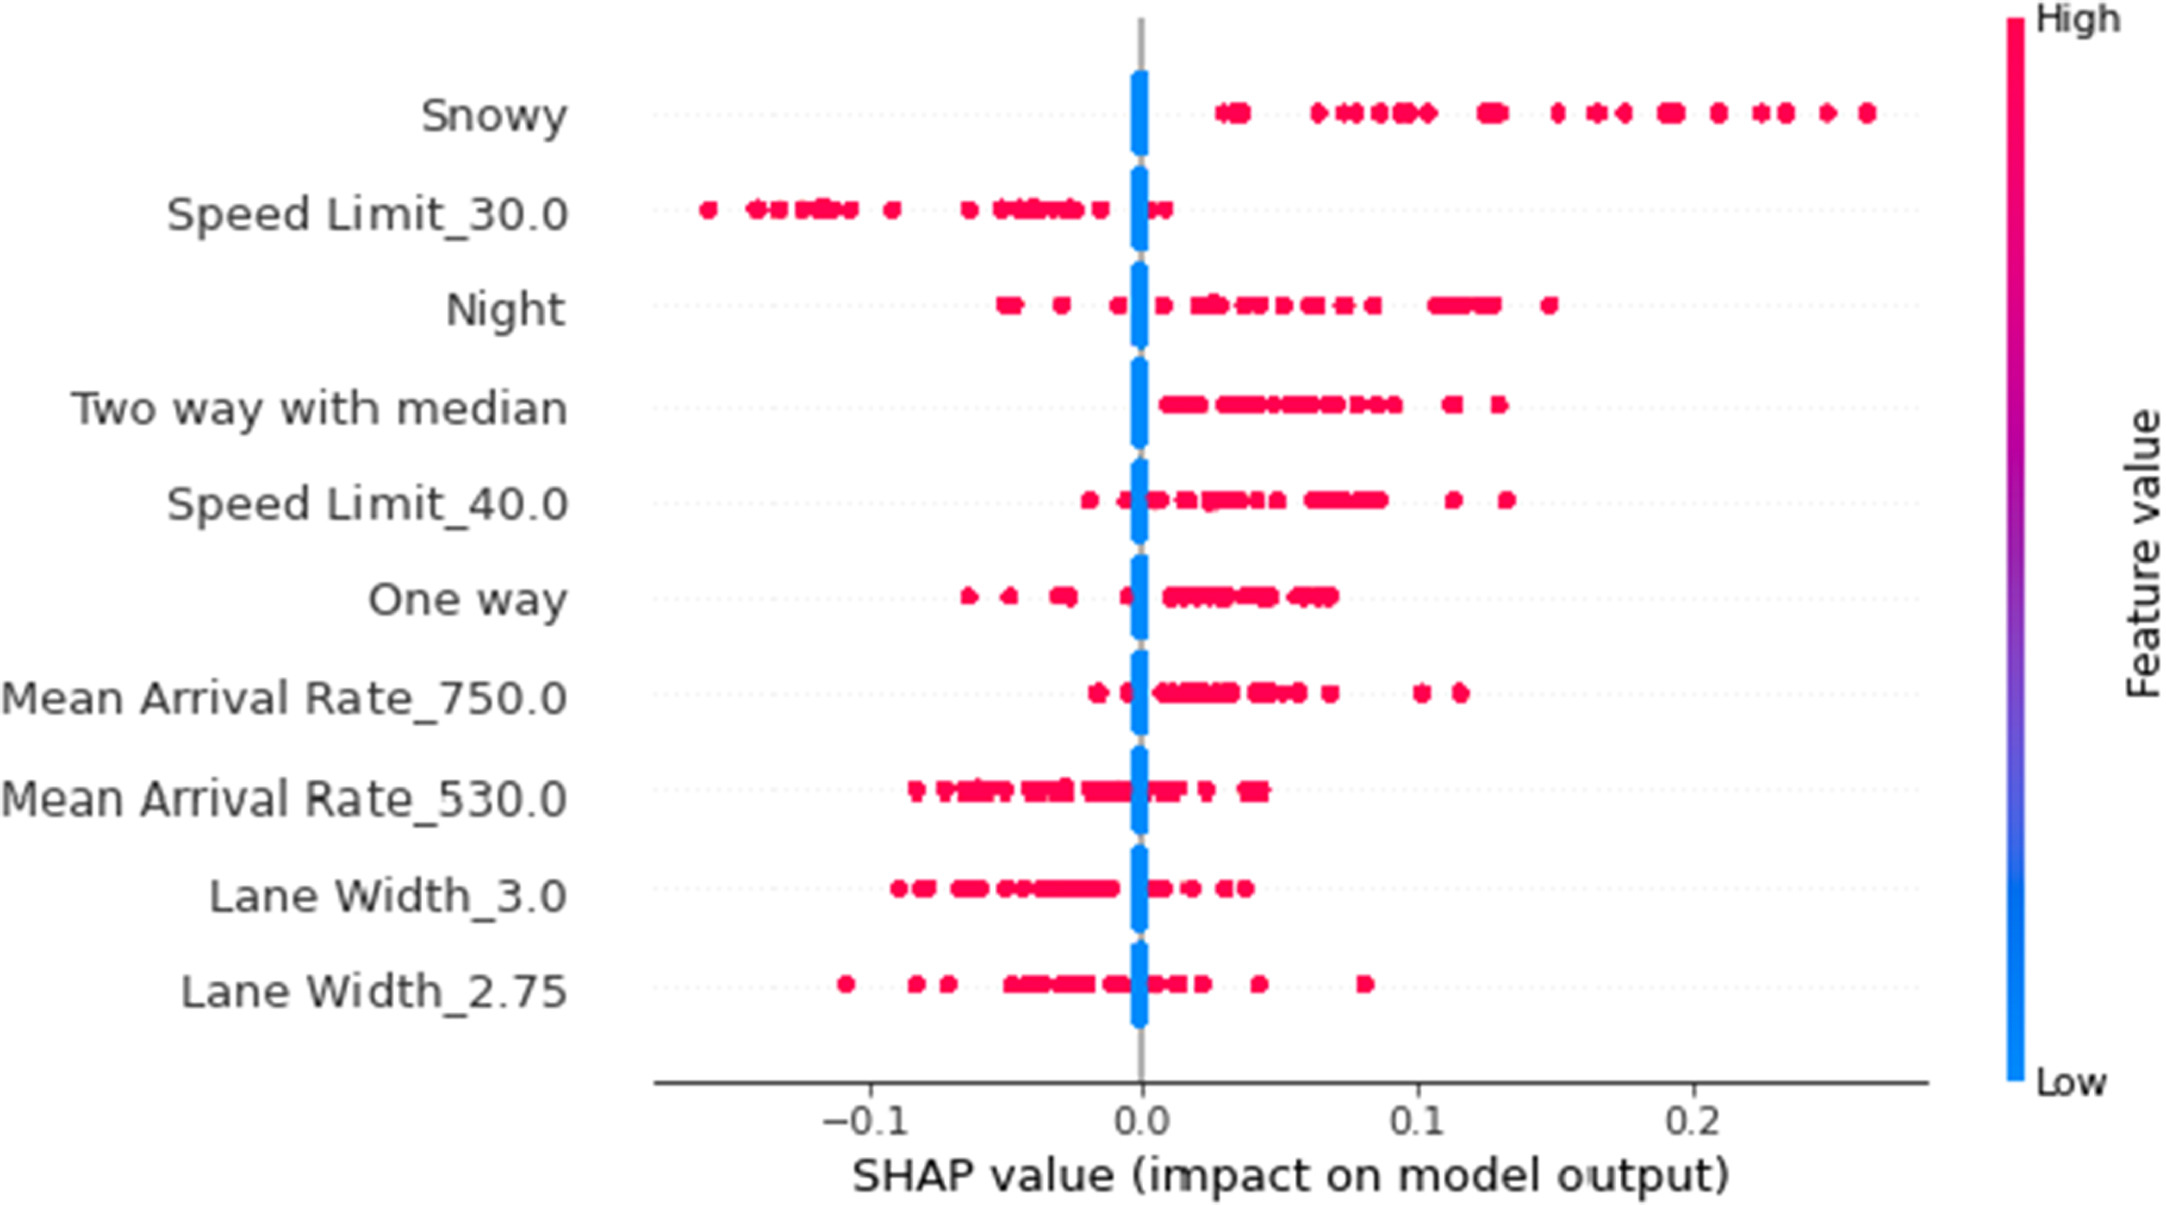 High
Snowy
Speed Limit_30.0
Night
Two way with median
Speed Limit_40.0
One way
Mean Arrival Rate_750.0
Mean Arrival Rate_530.0
Lane Width_3.0
Lane Width_2.75
Feature value
Low
−0.1 0.0 0.1 0.2
SHAP value (impact on model output)